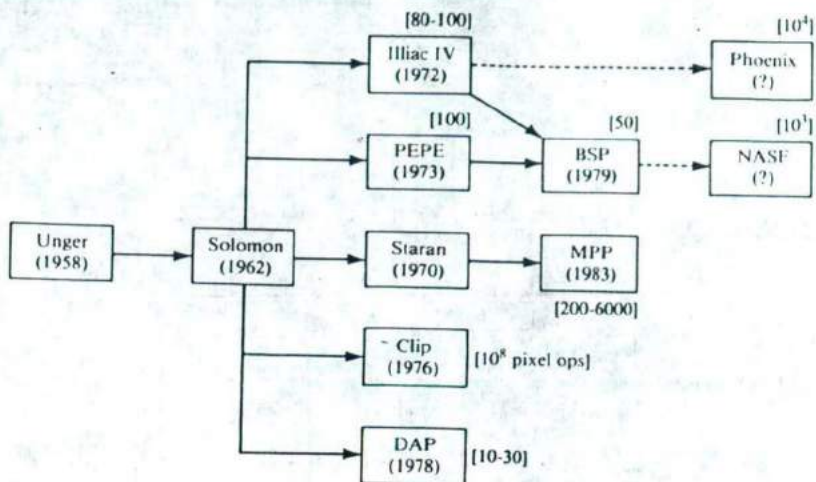 [80-100]
Illiac IV
(1972)
[10⁴]
Phoenix
(?)
[100]
PEPE
(1973)
[50]
BSP
(1979)
[10³]
NASF
(?)
Unger
(1958)
Solomon
(1962)
Staran
(1970)
MPP
(1983)
[200-6000]
Clip
(1976)
[10⁸ pixel ops]
DAP
(1978)
[10-30]